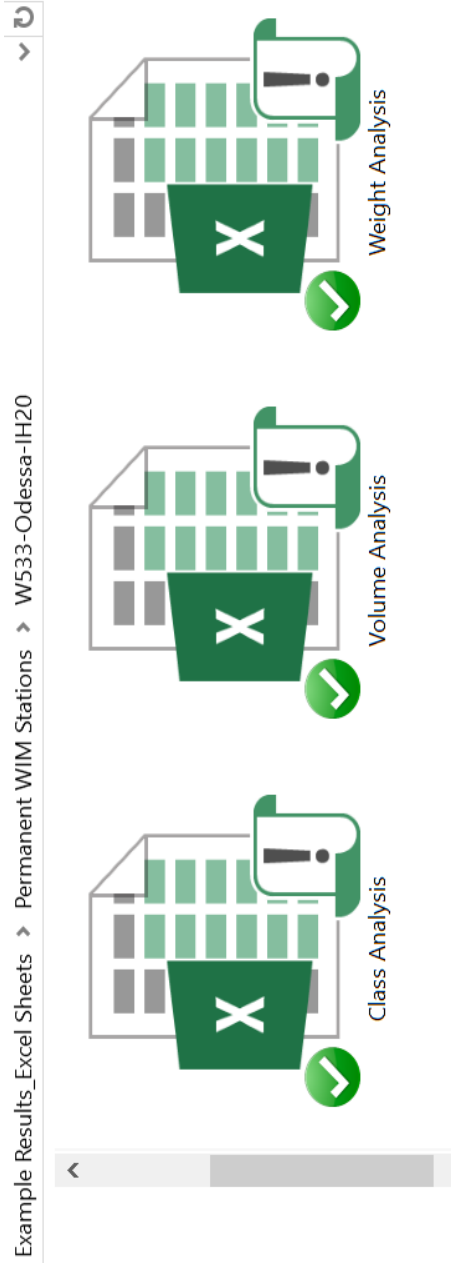 Example Results_Excel Sheets > Permanent WIM Stations > W533-Odessa-IH20
Class Analysis
Volume Analysis
Weight Analysis